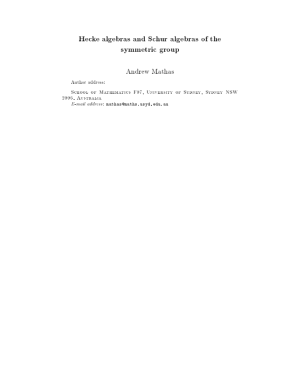 Hecke algebras and Schur algebras of the
symmetric group
Andrew Mathas
Author address:
School of Mathematics F07, University of Sydney, Sydney NSW
2006, Australia
E-mail address: mathas@maths.usyd.edu.au